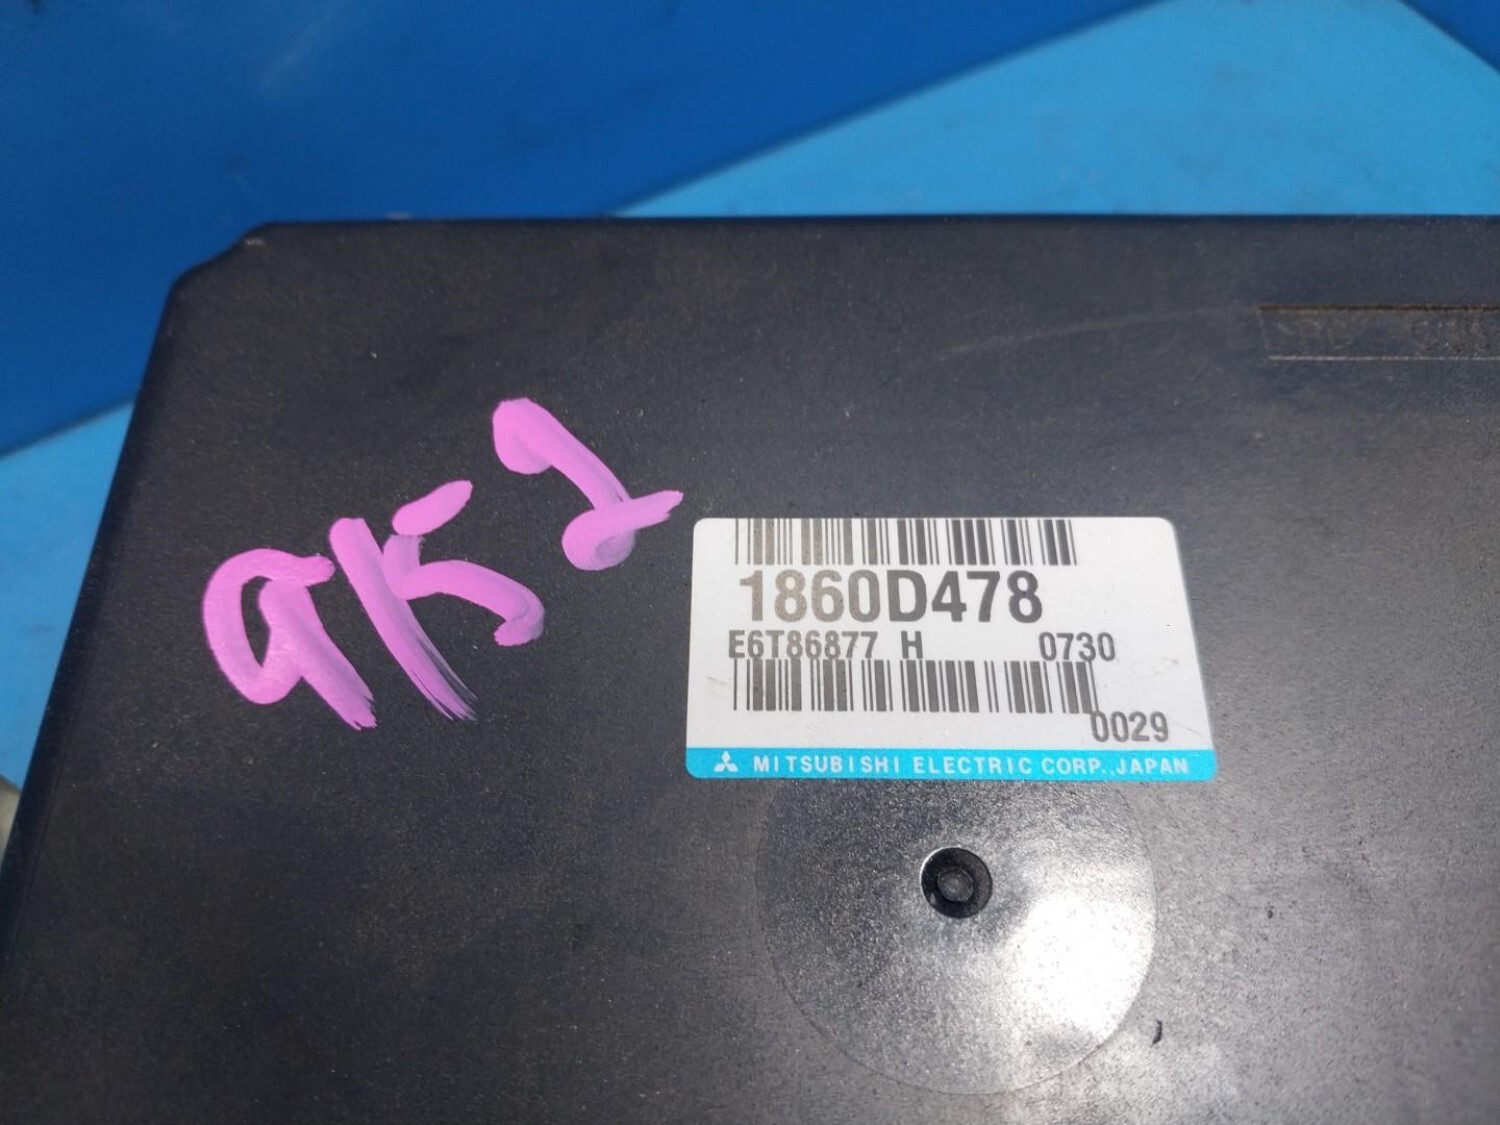 9K2
1860D478
E6T86877 H 0730
0029
MITSUBISHI ELECTRIC CORP. JAPAN